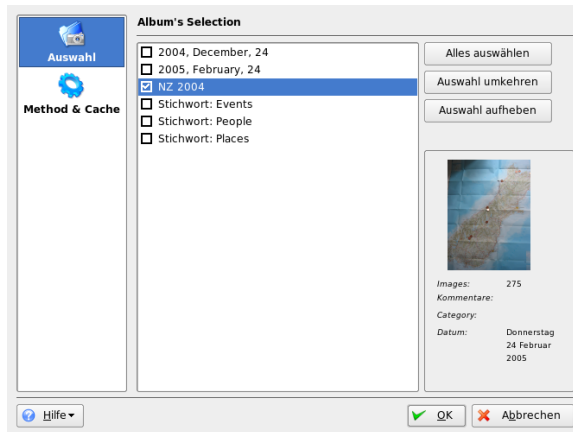 Album's Selection
Auswahl
Method & Cache
2004, December, 24
2005, February, 24
NZ 2004
Stichwort: Events
Stichwort: People
Stichwort: Places
Alles auswählen
Auswahl umkehren
Auswahl aufheben
Images: 275
Kommentare:
Category:
Datum: Donnerstag
24 Februar
2005
Hilfe
OK
Abbrechen